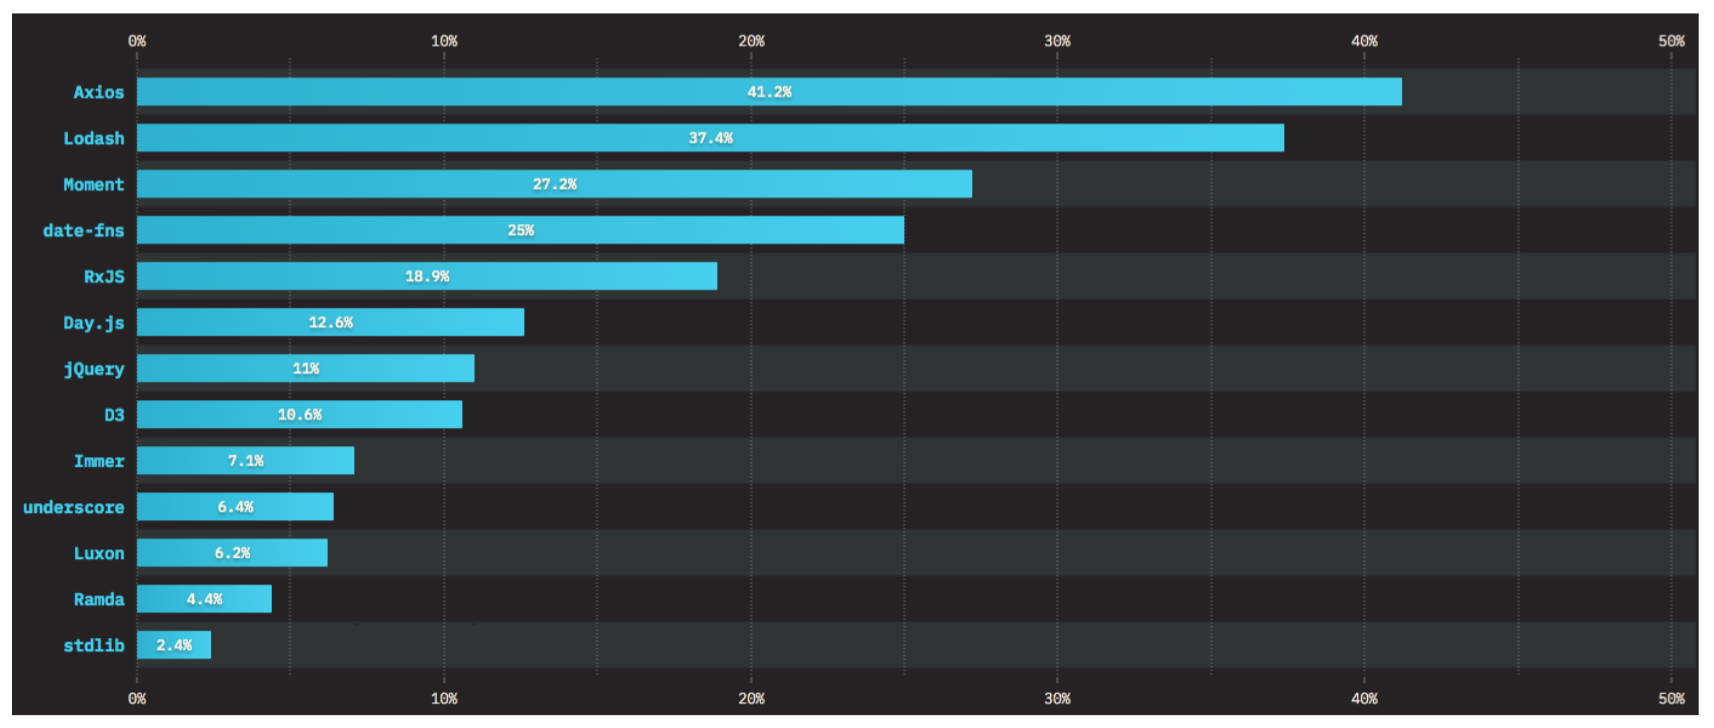 0% 10% 20% 30% 40% 50%
Axios 41.2%
Lodash 37.4%
Moment 27.2%
date-fns 25%
RxJS 18.9%
Day.js 12.6%
jQuery 11%
D3 10.6%
Immer 7.1%
underscore 6.4%
Luxon 6.2%
Ramda 4.4%
stdlib 2.4%
0% 10% 20% 30% 40% 50%